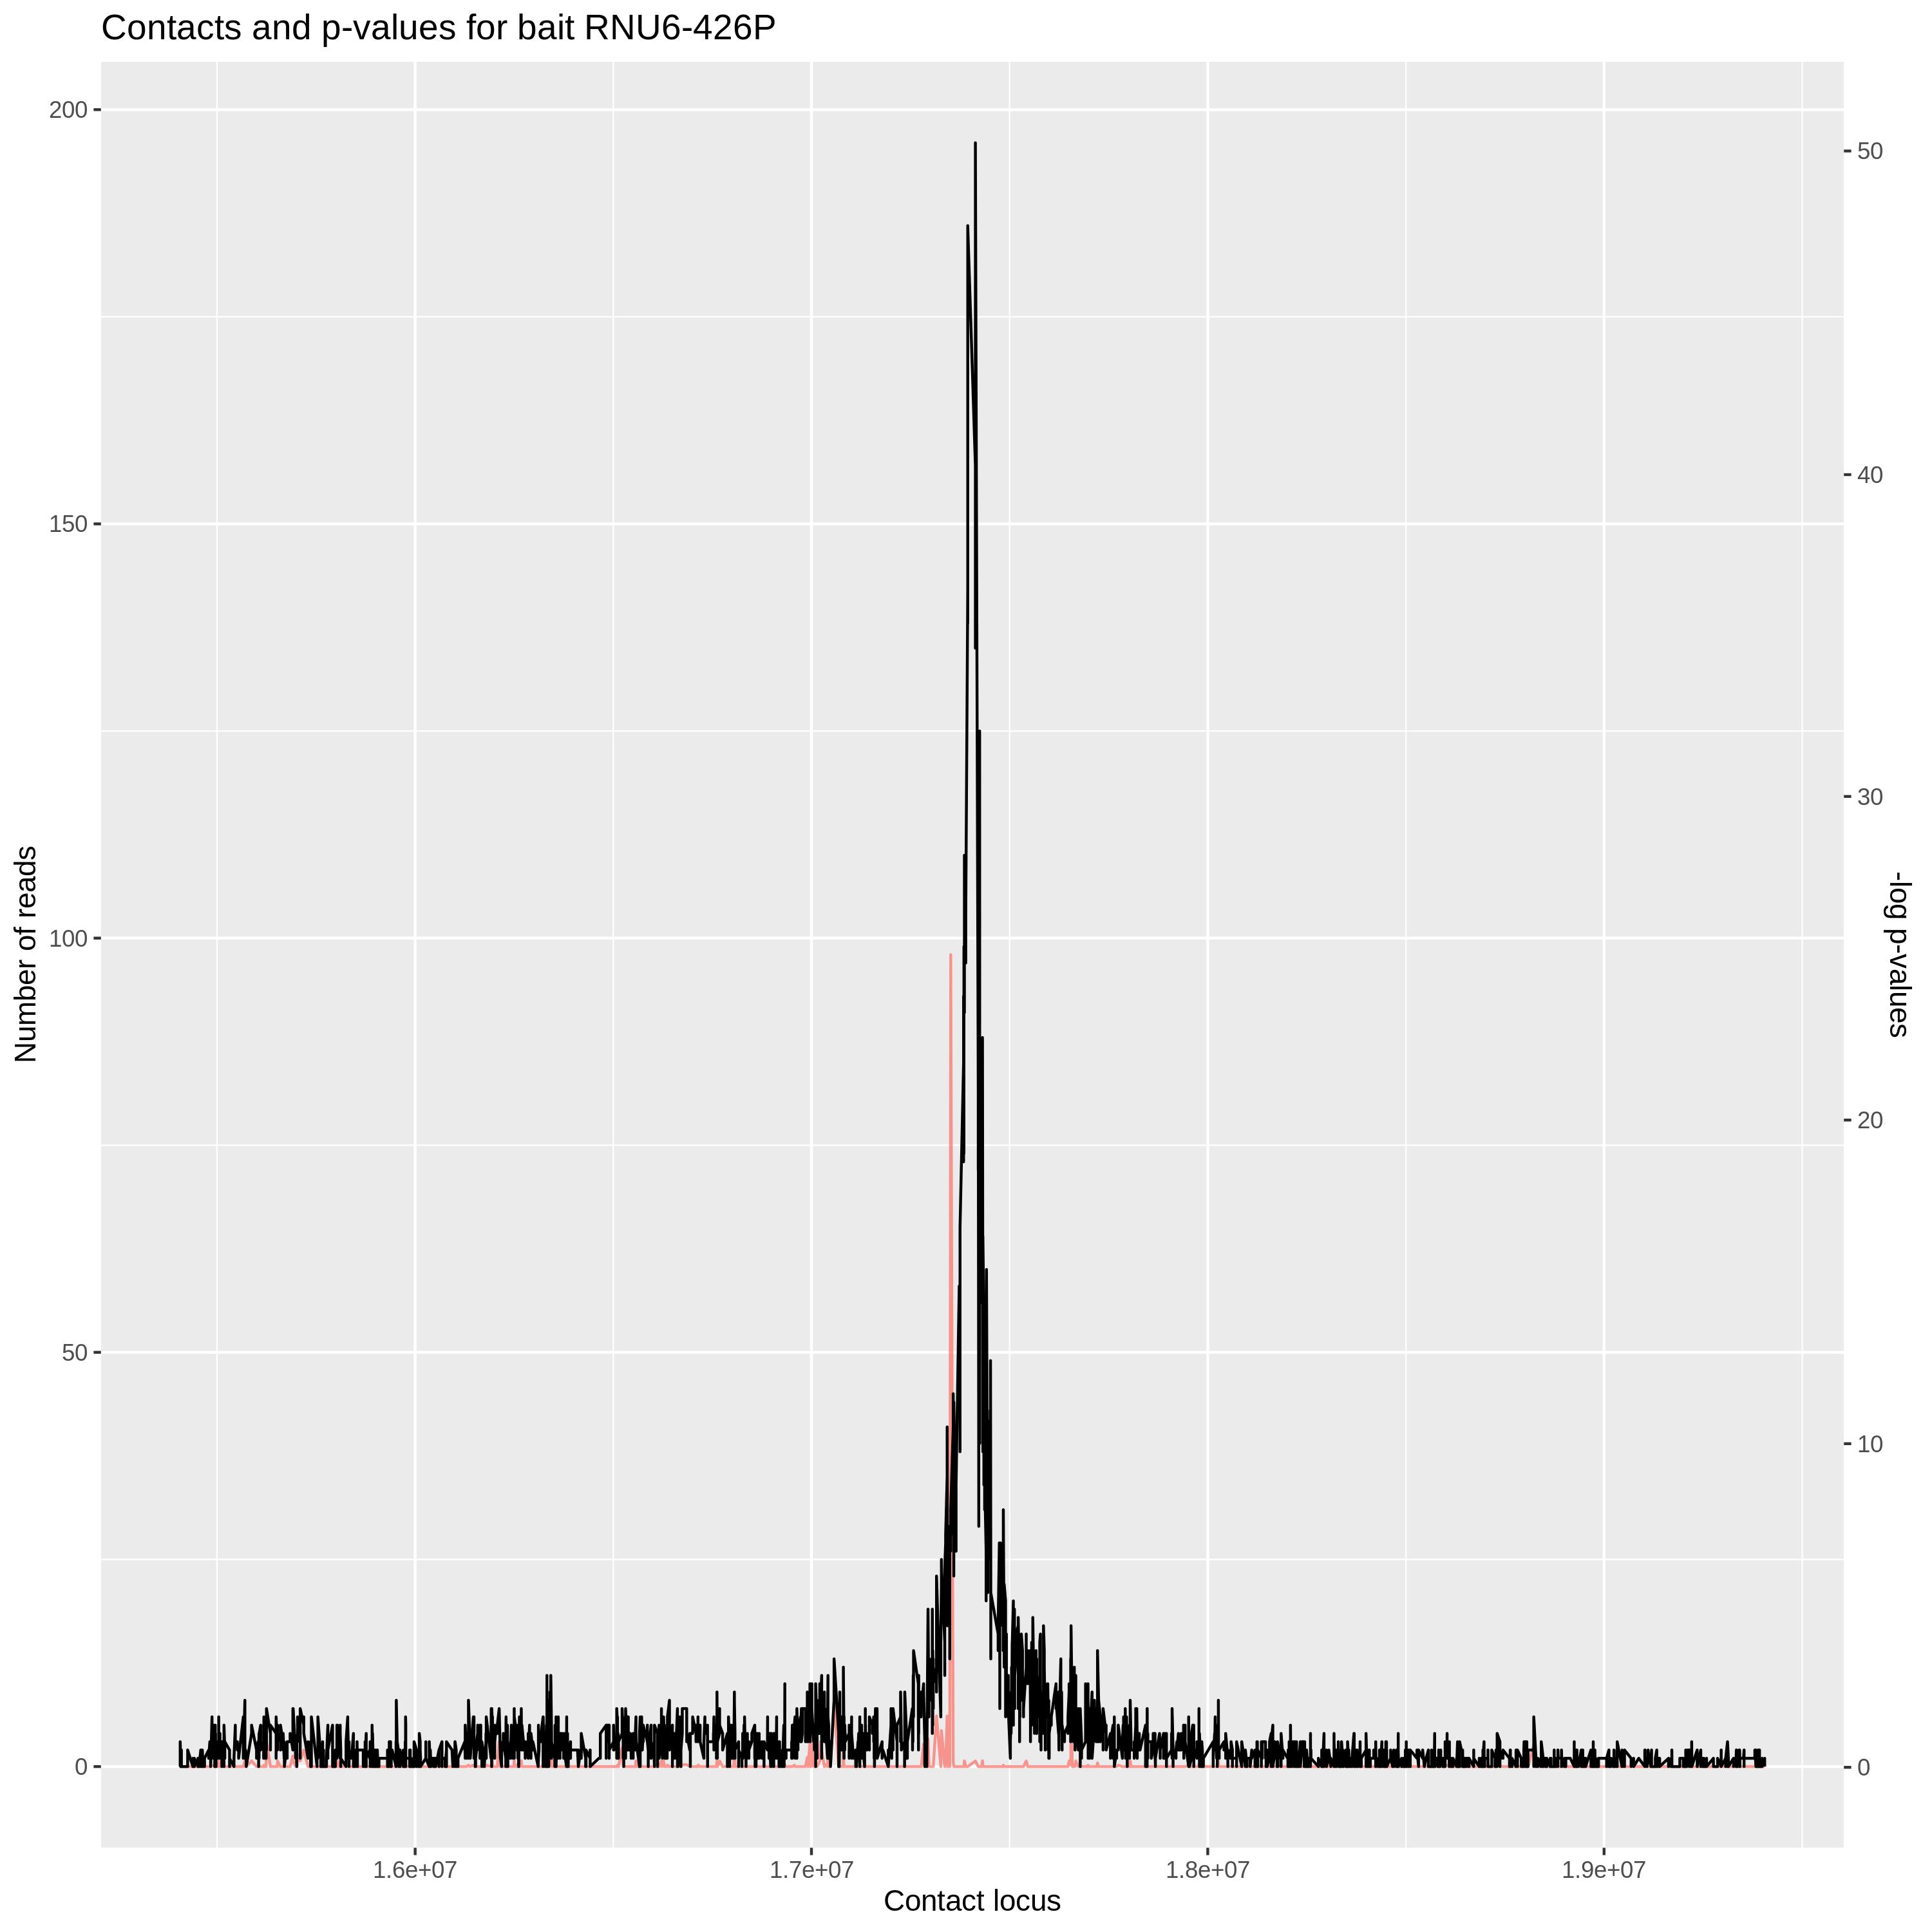 Contacts and p-values for bait RNU6-426P
200
150
100
50
0
Number of reads
50
40
30
20
10
0
-log p-values
1.6e+07
1.7e+07
1.8e+07
1.9e+07
Contact locus